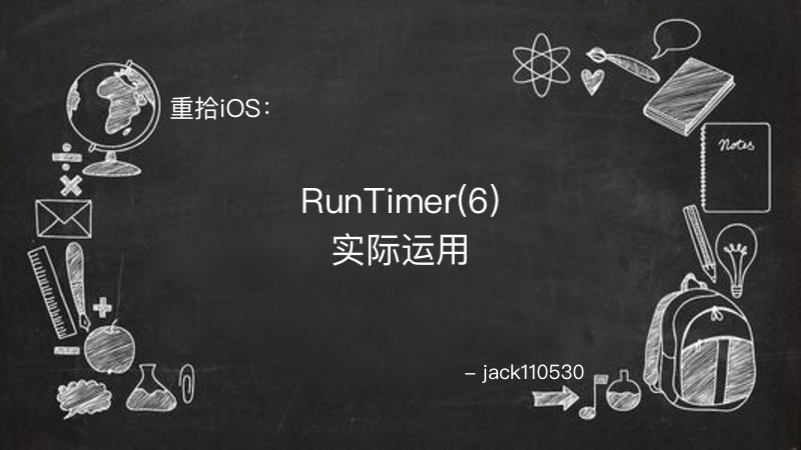 重拾iOS：
Notes
RunTimer(6)
实际运用
– jack110530